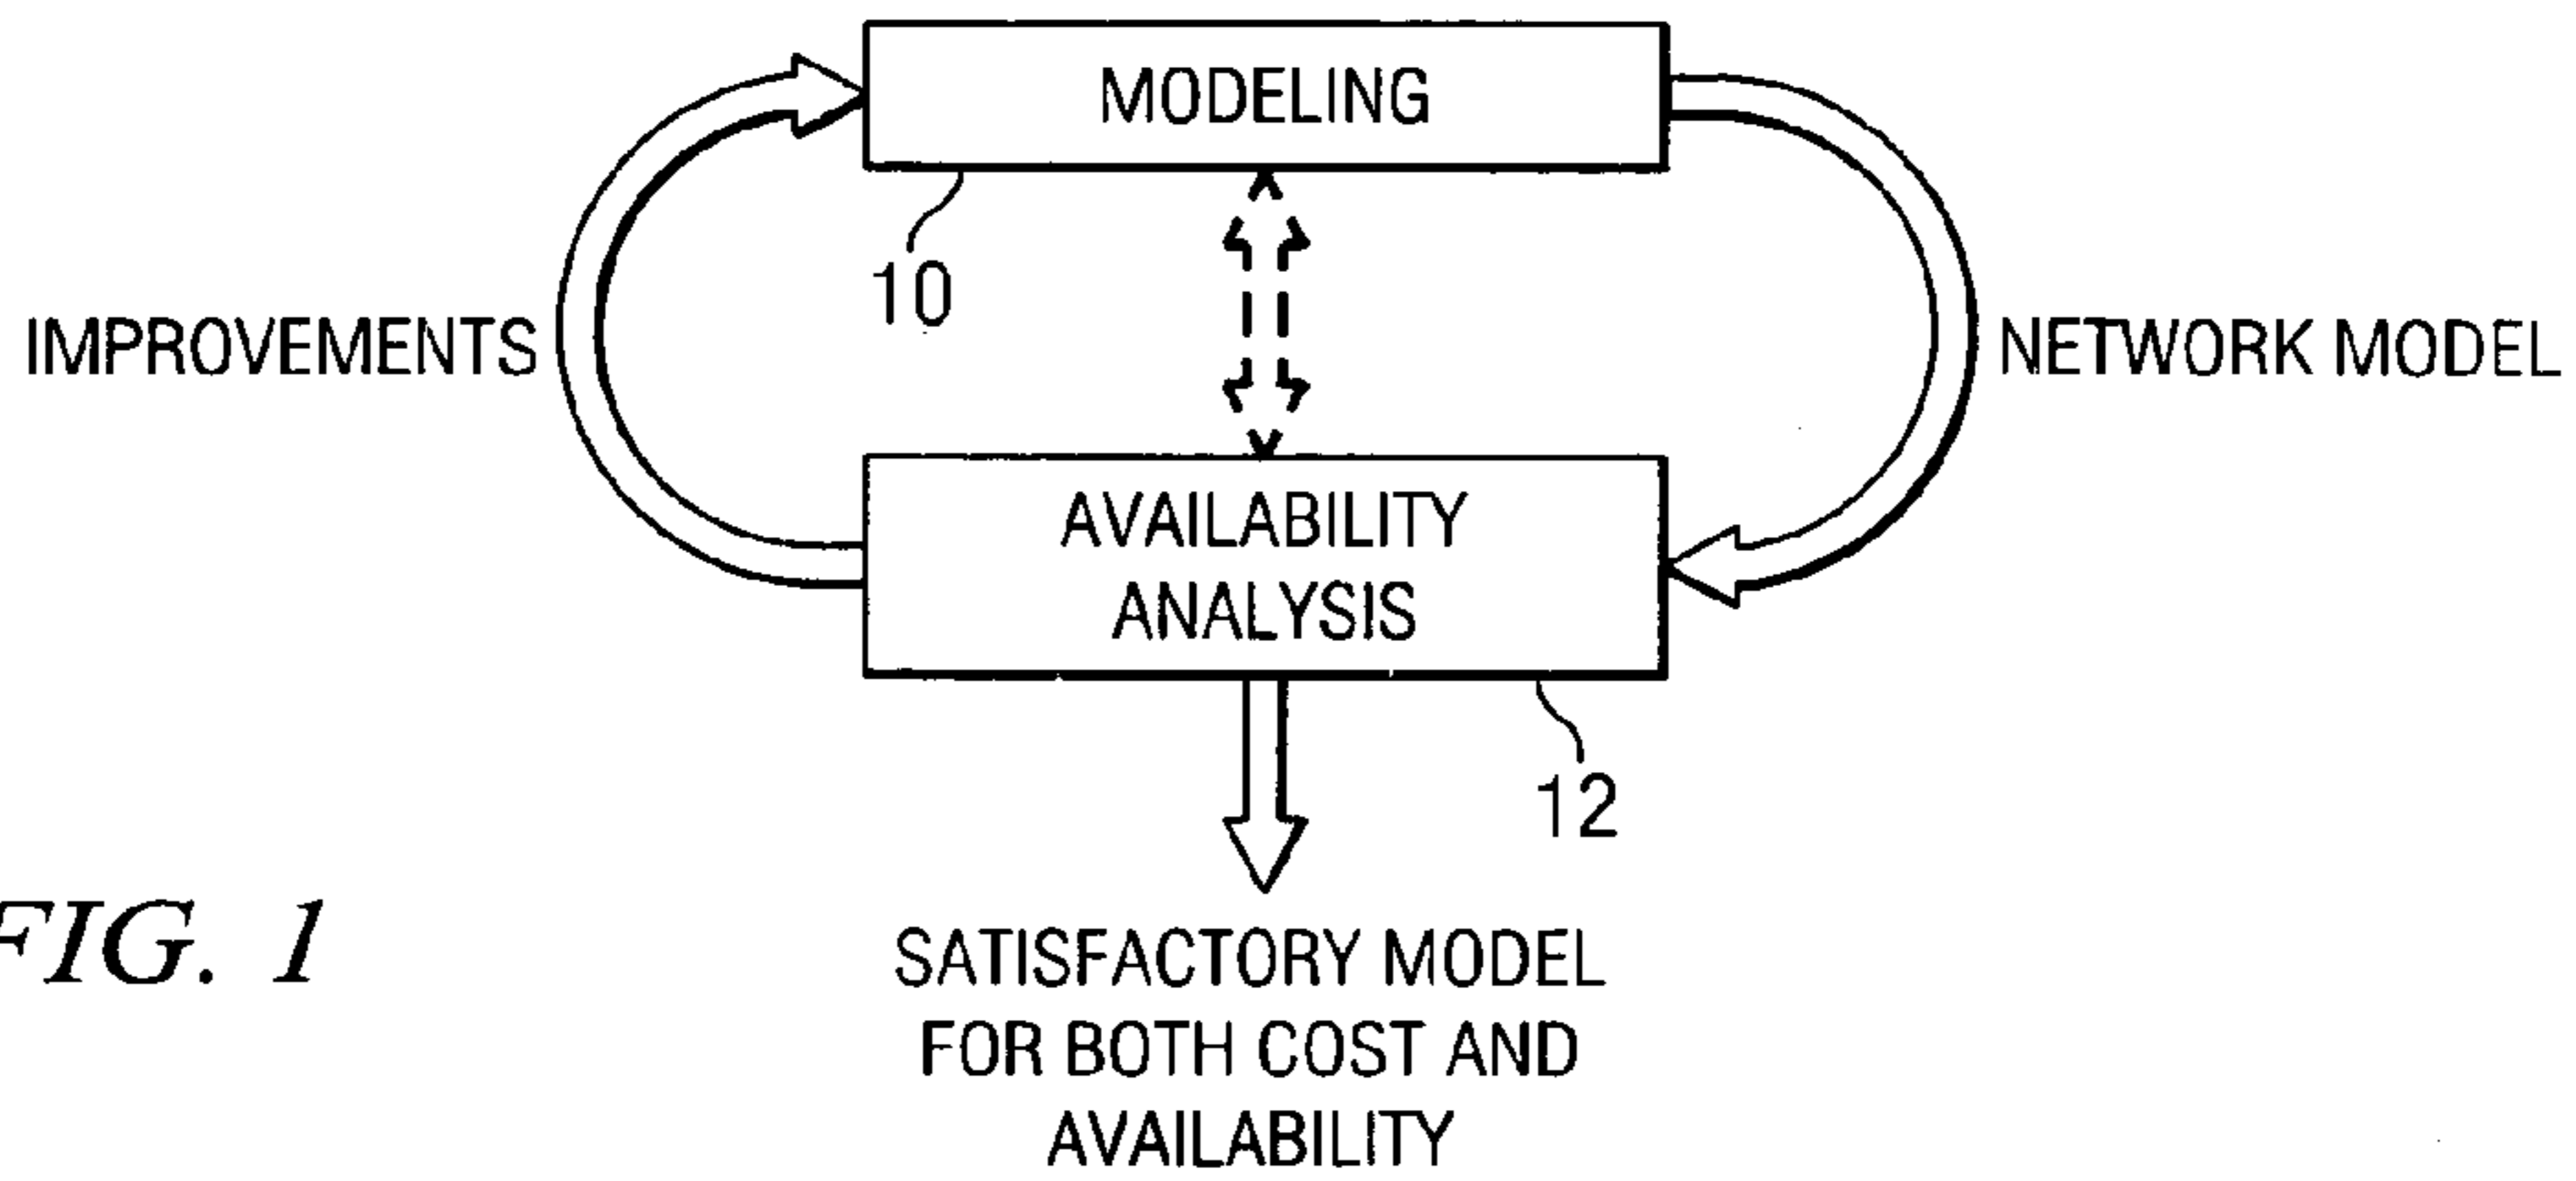 MODELING
10
IMPROVEMENTS
NETWORK MODEL
AVAILABILITY
ANALYSIS
12
SATISFACTORY MODEL
FOR BOTH COST AND
AVAILABILITY
FIG. 1